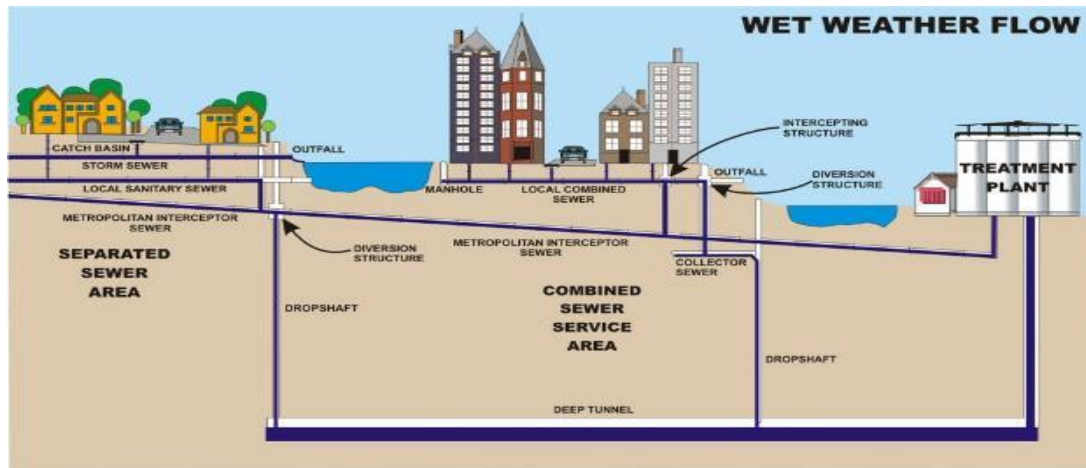 WET WEATHER FLOW
INTERCEPTING
STRUCTURE
CATCH BASIN
OUTFALL
STORM SEWER
TREATMENT
PLANT
LOCAL SANITARY SEWER
MANHOLE
LOCAL COMBINED
SEWER
OUTFALL
DIVERSION
STRUCTURE
METROPOLITAN INTERCEPTOR
SEWER
DIVERSION
STRUCTURE
METROPOLITAN INTERCEPTOR
SEWER
COLLECTOR
SEWER
SEPARATED
SEWER
AREA
COMBINED
SEWER
SERVICE
AREA
DROPSHAFT
DROPSHAFT
DEEP TUNNEL